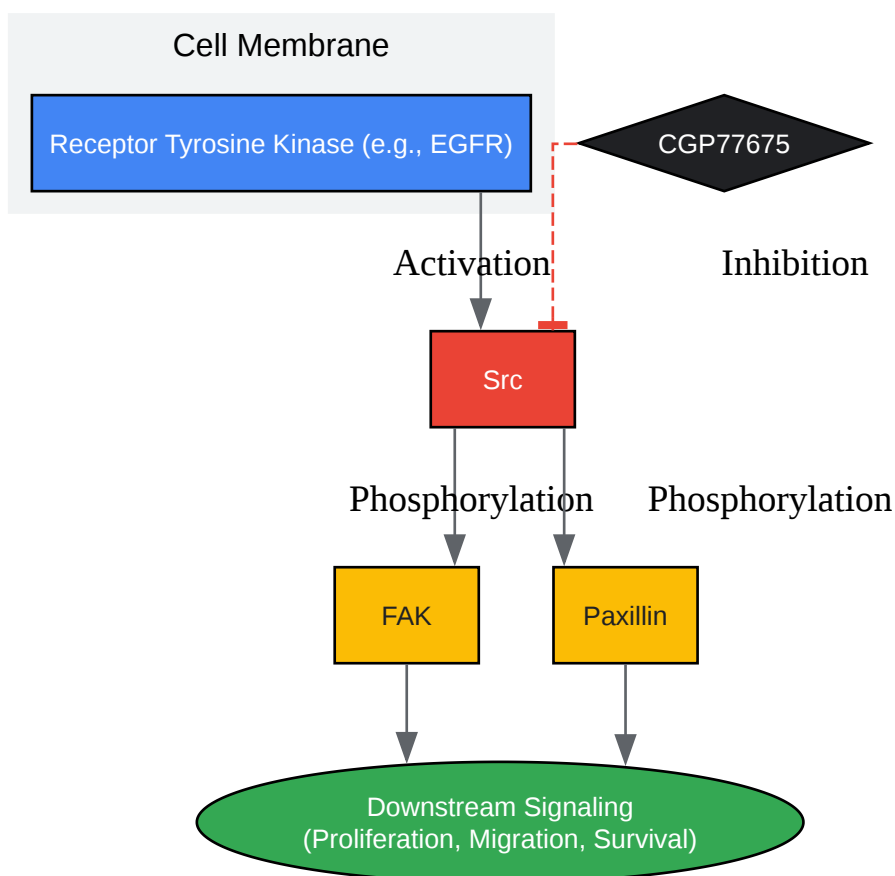 Cell Membrane
Receptor Tyrosine Kinase (e.g., EGFR)
CGP77675
Activation
Inhibition
Src
Phosphorylation
Phosphorylation
FAK
Paxillin
Downstream Signaling
(Proliferation, Migration, Survival)